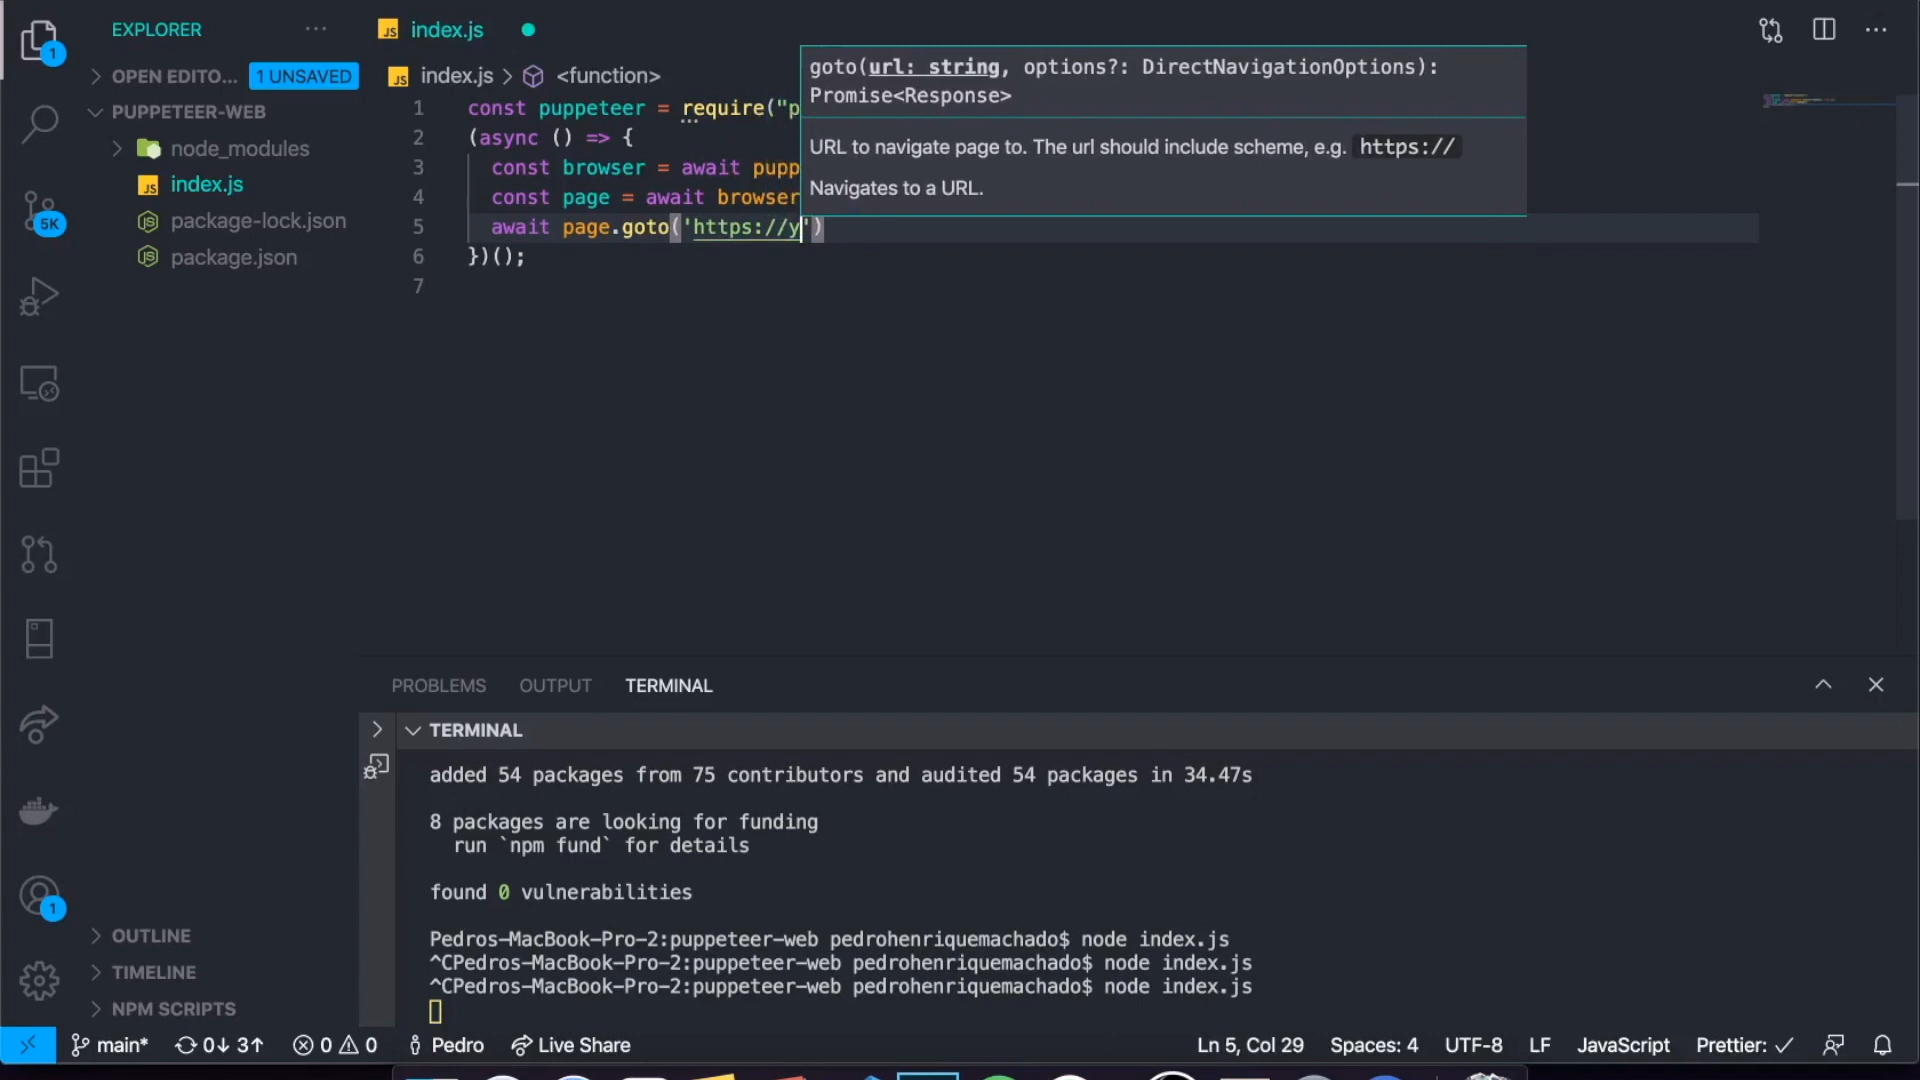 EXPLORER
OPEN EDITO... 1 UNSAVED
PUPPETEER-WEB
node_modules
JS index.js
package-lock.json
package.json
OUTLINE
TIMELINE
NPM SCRIPTS
1
5K
1
JS index.js
JS index.js > <function>
1 const puppeteer = require("p
2 (async () => {
3 const browser = await pupp
4 const page = await browser
5 await page.goto('https://y')
6 })();
7
goto(url: string, options?: DirectNavigationOptions):
Promise<Response>
URL to navigate page to. The url should include scheme, e.g. https://
Navigates to a URL.
PROBLEMS OUTPUT TERMINAL
TERMINAL
added 54 packages from 75 contributors and audited 54 packages in 34.47s
8 packages are looking for funding
run `npm fund` for details
found 0 vulnerabilities
Pedros-MacBook-Pro-2:puppeteer-web pedrohenriquemachado$ node index.js
^CPedros-MacBook-Pro-2:puppeteer-web pedrohenriquemachado$ node index.js
^CPedros-MacBook-Pro-2:puppeteer-web pedrohenriquemachado$ node index.js
main* 0↓ 3↑ 0 0 Pedro Live Share Ln 5, Col 29 Spaces: 4 UTF-8 LF JavaScript Prettier: ✓